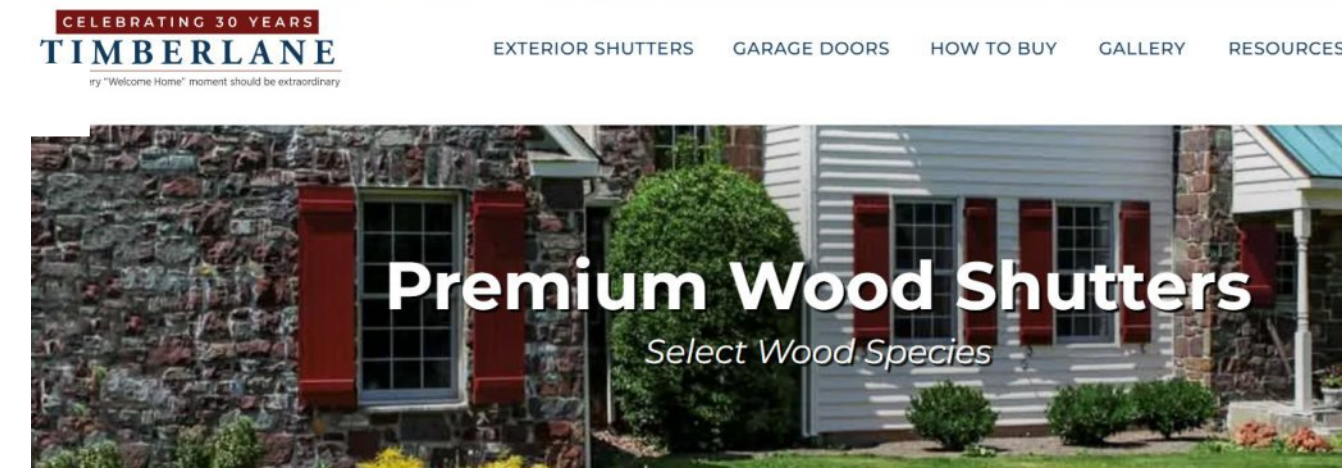 CELEBRATING 30 YEARS
TIMBERLANE
ry "Welcome Home" moment should be extraordinary
EXTERIOR SHUTTERS GARAGE DOORS HOW TO BUY GALLERY RESOURCES
Premium Wood Shutters
Select Wood Species